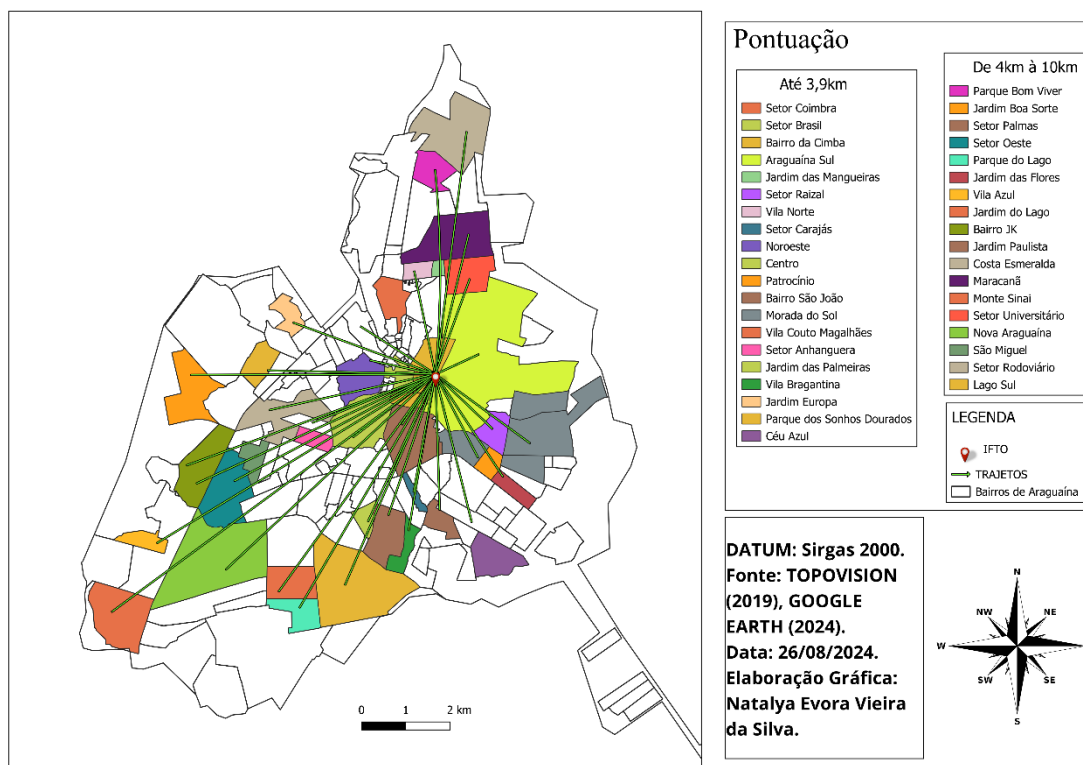 Pontuação
Até 3,9km
Setor Coimbra
Setor Brasil
Bairro da Cimba
Araguaína Sul
Jardim das Mangueiras
Setor Raizal
Vila Norte
Setor Carajás
Noroeste
Centro
Patrocínio
Bairro São João
Morada do Sol
Vila Couto Magalhães
Setor Anhanguera
Jardim das Palmeiras
Vila Bragantina
Jardim Europa
Parque dos Sonhos Dourados
Céu Azul
De 4km à 10km
Parque Bom Viver
Jardim Boa Sorte
Setor Palmas
Setor Oeste
Parque do Lago
Jardim das Flores
Vila Azul
Jardim do Lago
Bairro JK
Jardim Paulista
Costa Esmeralda
Maracanã
Monte Sinai
Setor Universitário
Nova Araguaína
São Miguel
Setor Rodoviário
Lago Sul
LEGENDA
IFTO
TRAJETOS
Bairros de Araguaína
0 1 2 km
DATUM: Sirgas 2000.
Fonte: TOPOVISION
(2019), GOOGLE
EARTH (2024).
Data: 26/08/2024.
Elaboração Gráfica:
Natalya Evora Vieira
da Silva.
N
NW NE
W
SW SE
S